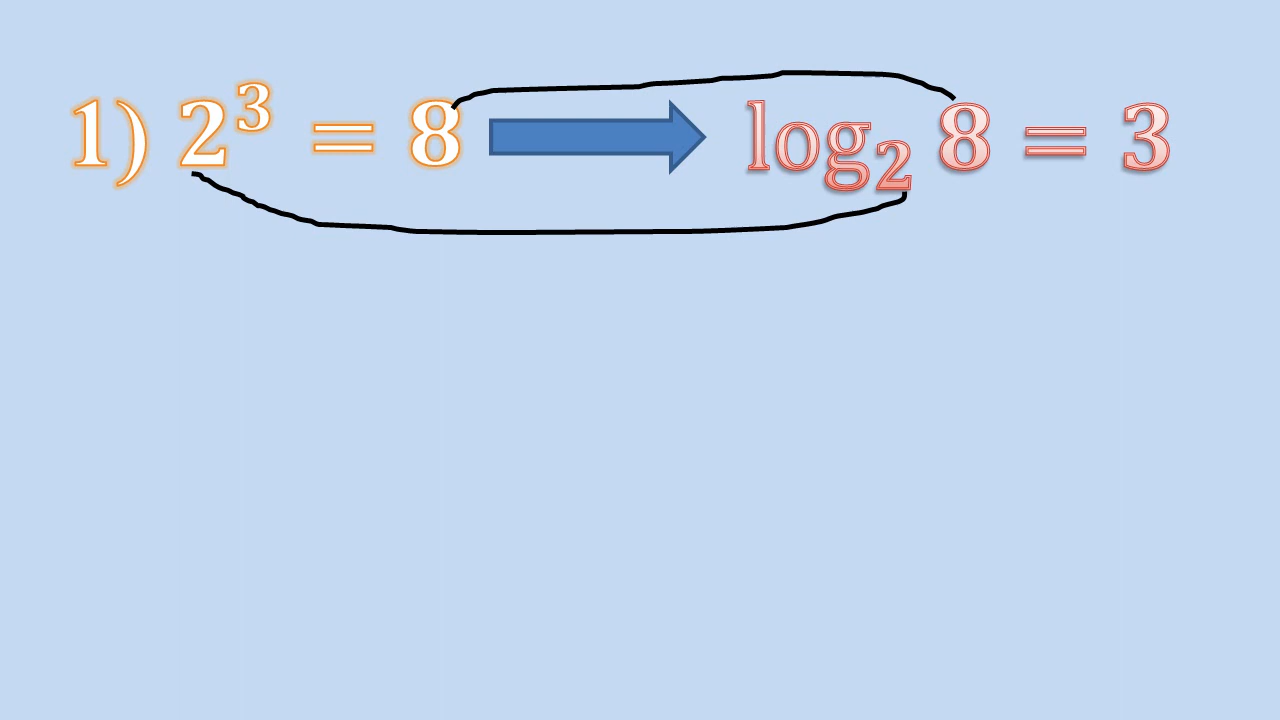 1) 2³ = 8 log₂ 8 = 3